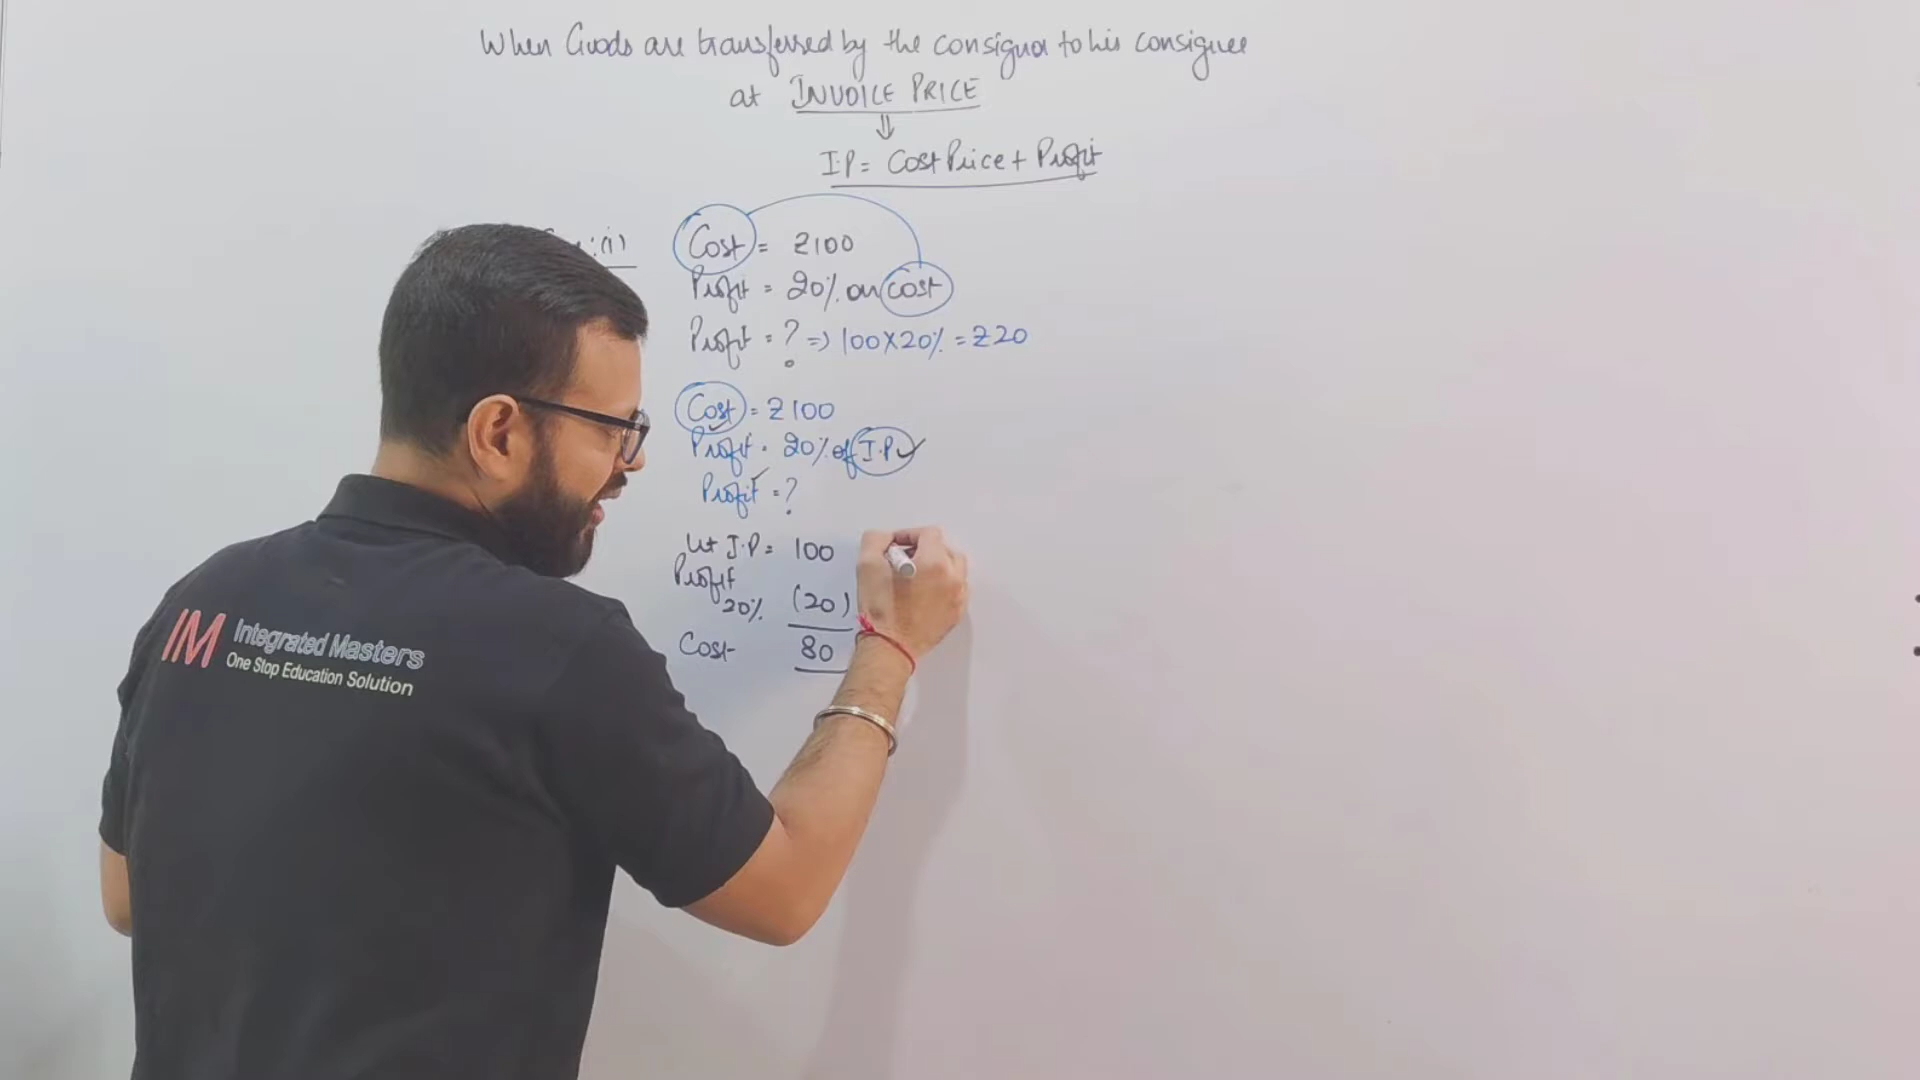 When Goods are transferred by the consignor to his consignee
at INVOICE PRICE
⇓
I.P = Cost Price + Profit
:(i)
Cost = ₹100
Profit = 20% on cost
Profit = ? => 100X20% = ₹20
Cost = ₹100
Profit = 20% of I.P ✓
Profit = ?
let I.P = 100
Profit
20% (20)
Cost 80
IM Integrated Masters
One Stop Education Solution